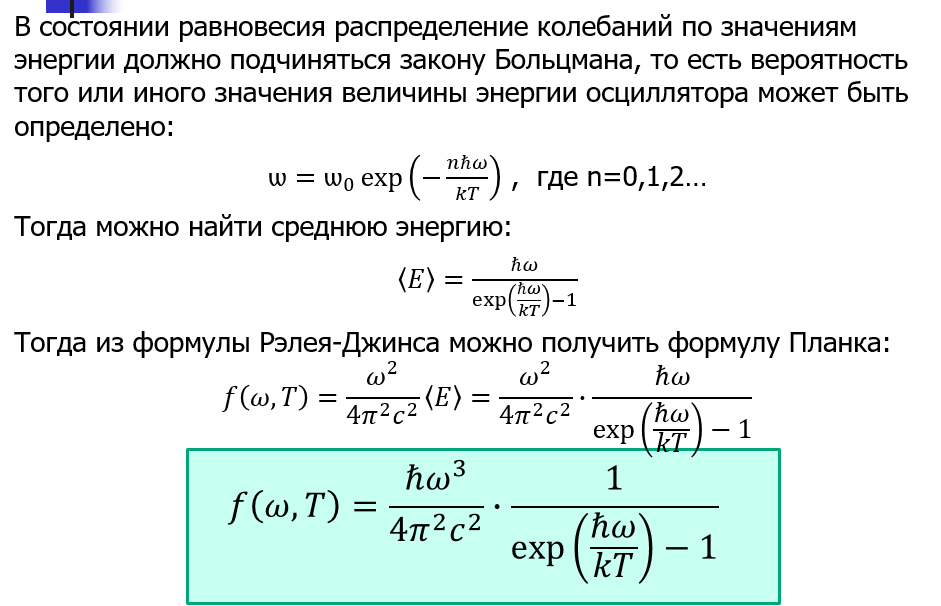 В состоянии равновесия распределение колебаний по значениям
энергии должно подчиняться закону Больцмана, то есть вероятность
того или иного значения величины энергии осциллятора может быть
определено:
w = w₀ exp(−nħω/kT) , где n=0,1,2…
Тогда можно найти среднюю энергию:
⟨E⟩ = ħω/(exp(ħω/kT)−1)
Тогда из формулы Рэлея-Джинса можно получить формулу Планка:
f(ω, T) = ω²/4π²c² ⟨E⟩ = ω²/4π²c² · ħω/(exp(ħω/kT) − 1)
f(ω, T) = ħω³/4π²c² · 1/(exp(ħω/kT) − 1)